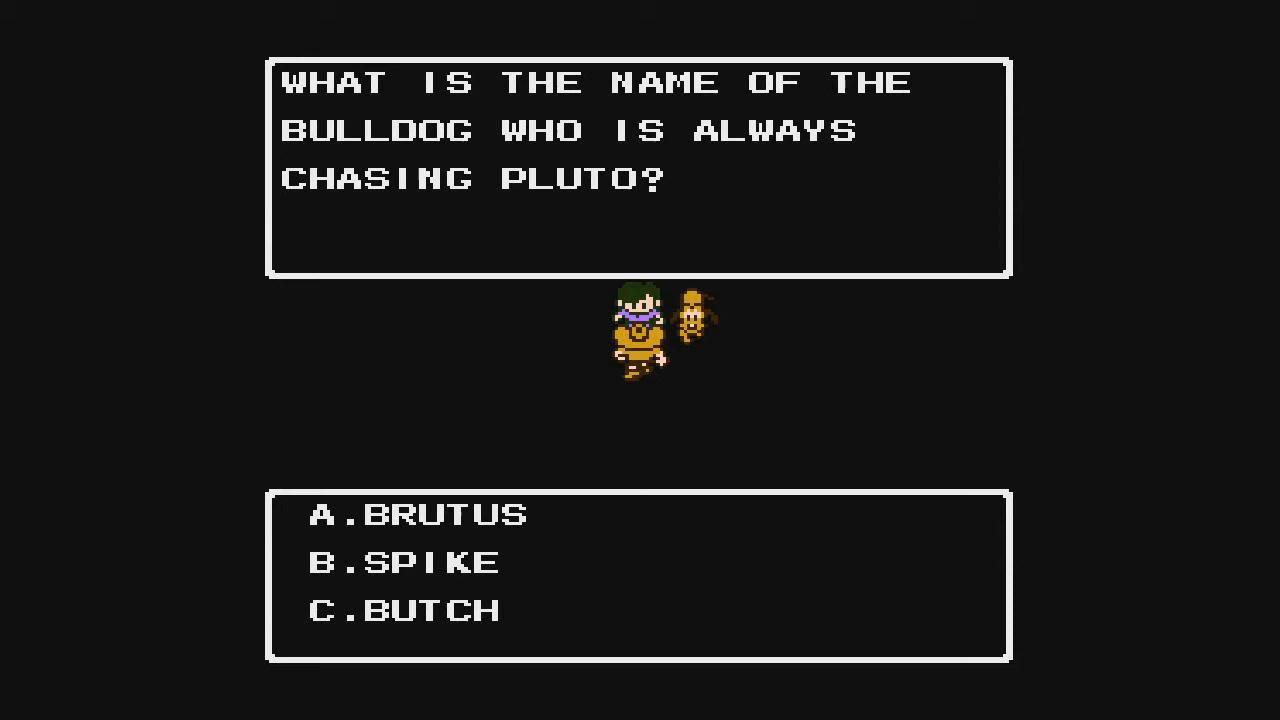 WHAT IS THE NAME OF THE
BULLDOG WHO IS ALWAYS
CHASING PLUTO?
A.BRUTUS
B.SPIKE
C.BUTCH